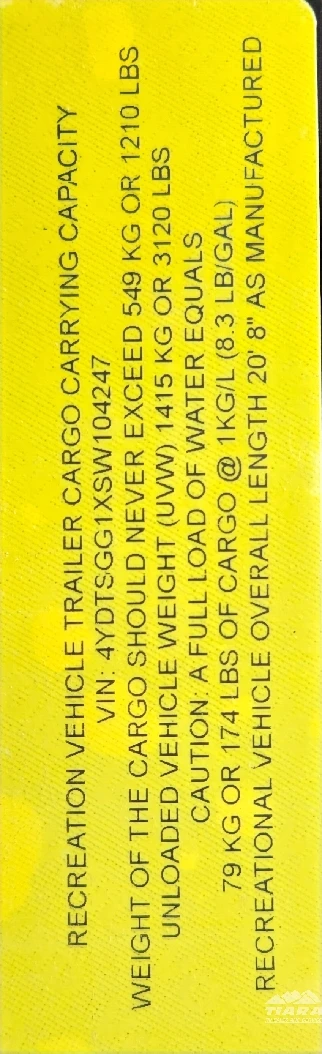 RECREATION VEHICLE TRAILER CARGO CARRYING CAPACITY
VIN: 4YDTSGG1XSW104247
WEIGHT OF THE CARGO SHOULD NEVER EXCEED 549 KG OR 1210 LBS
UNLOADED VEHICLE WEIGHT (UVW) 1415 KG OR 3120 LBS
CAUTION: A FULL LOAD OF WATER EQUALS
79 KG OR 174 LBS OF CARGO @ 1KG/L (8.3 LB/GAL)
RECREATIONAL VEHICLE OVERALL LENGTH 20' 8" AS MANUFACTURED
TIARA